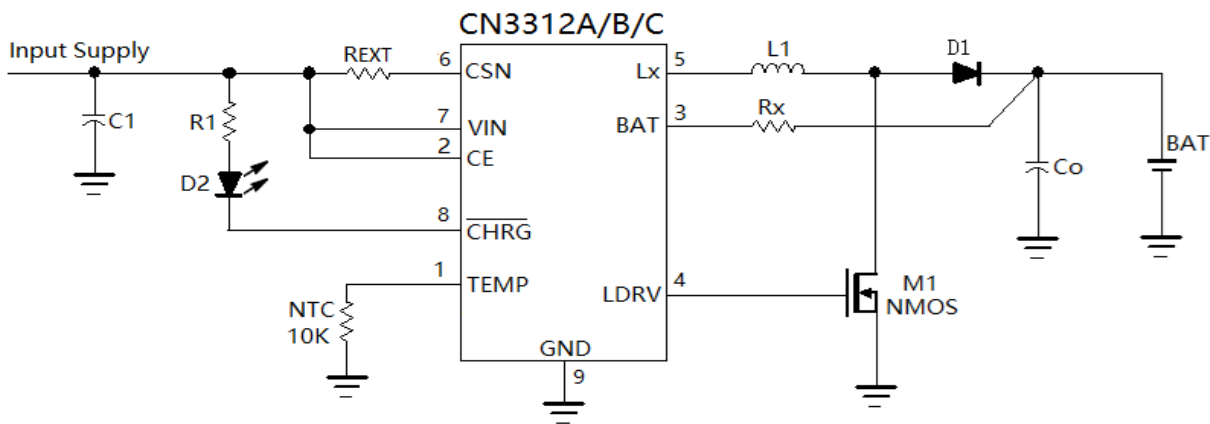 CN3312A/B/C
Input Supply
REXT
6
CSN
Lx
5
L1
D1
C1
R1
7
VIN
BAT
3
Rx
2
CE
BAT
D2
Co
8
CHRG
1
TEMP
LDRV
4
M1
NMOS
NTC
10K
GND
9